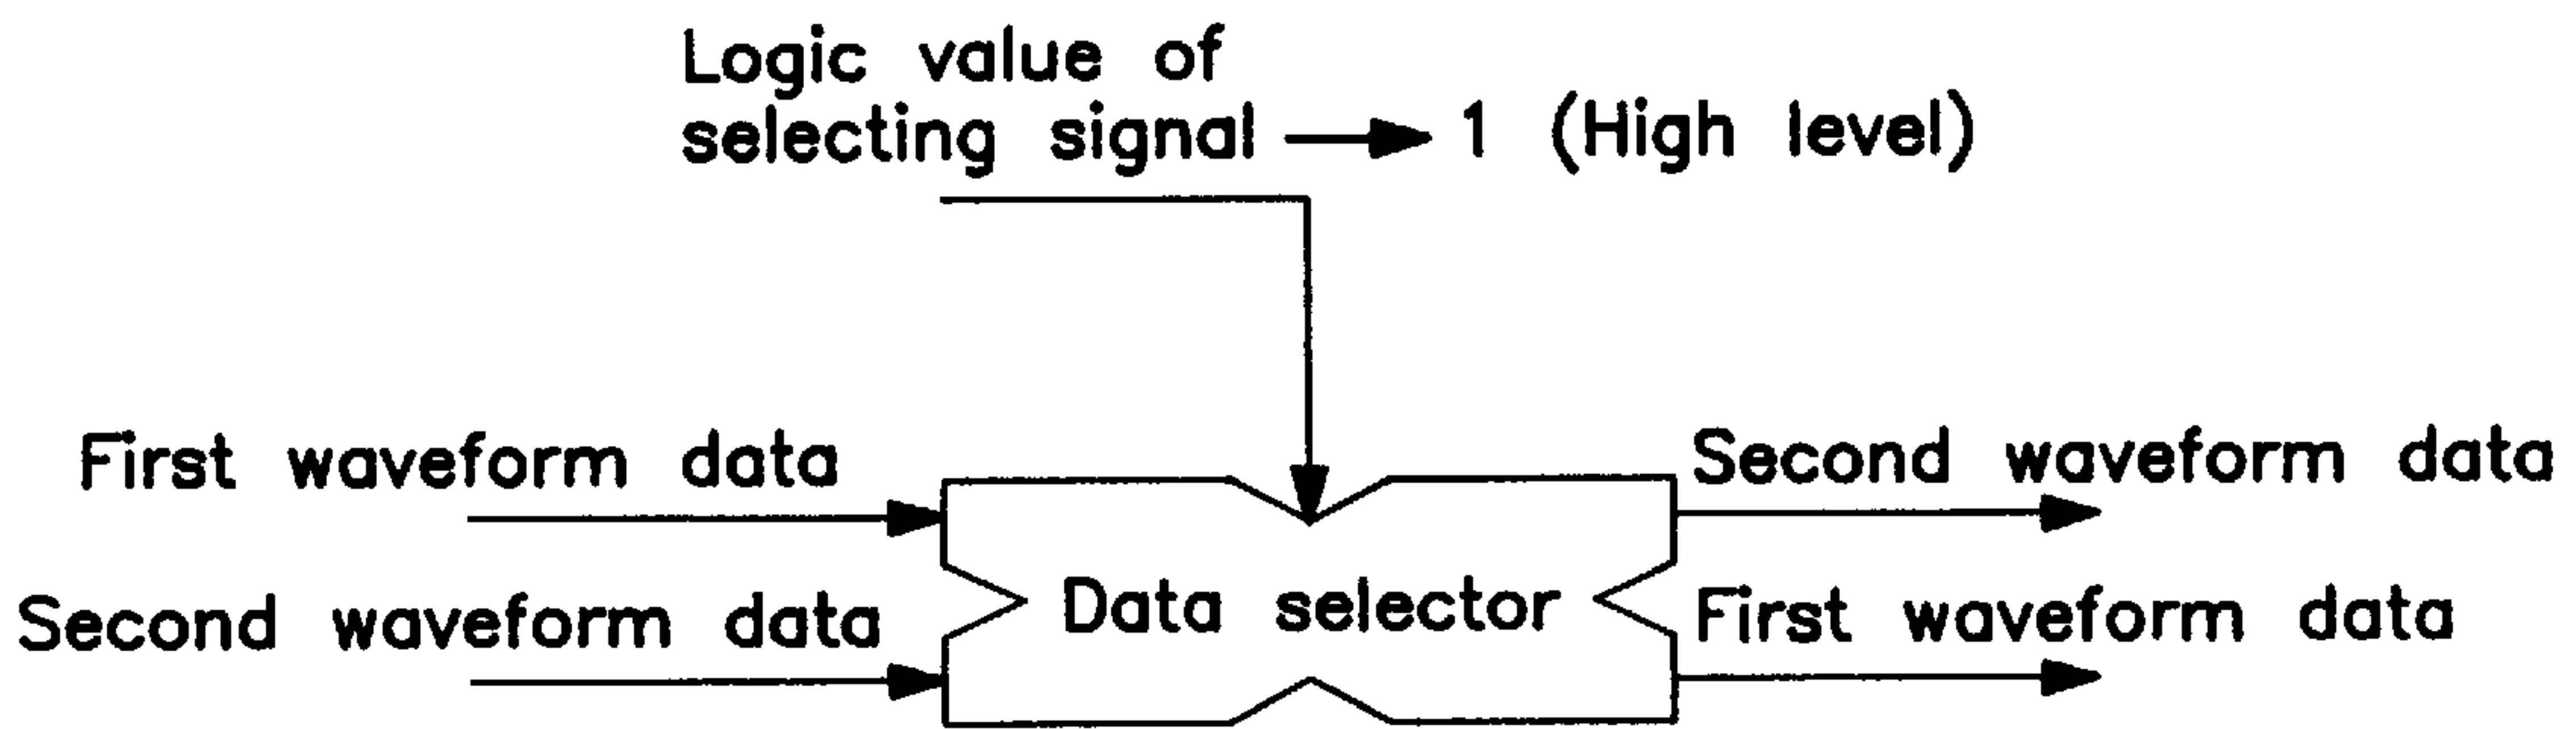 Logic value of
selecting signal → 1 (High level)
First waveform data
Second waveform data
Data selector
Second waveform data
First waveform data